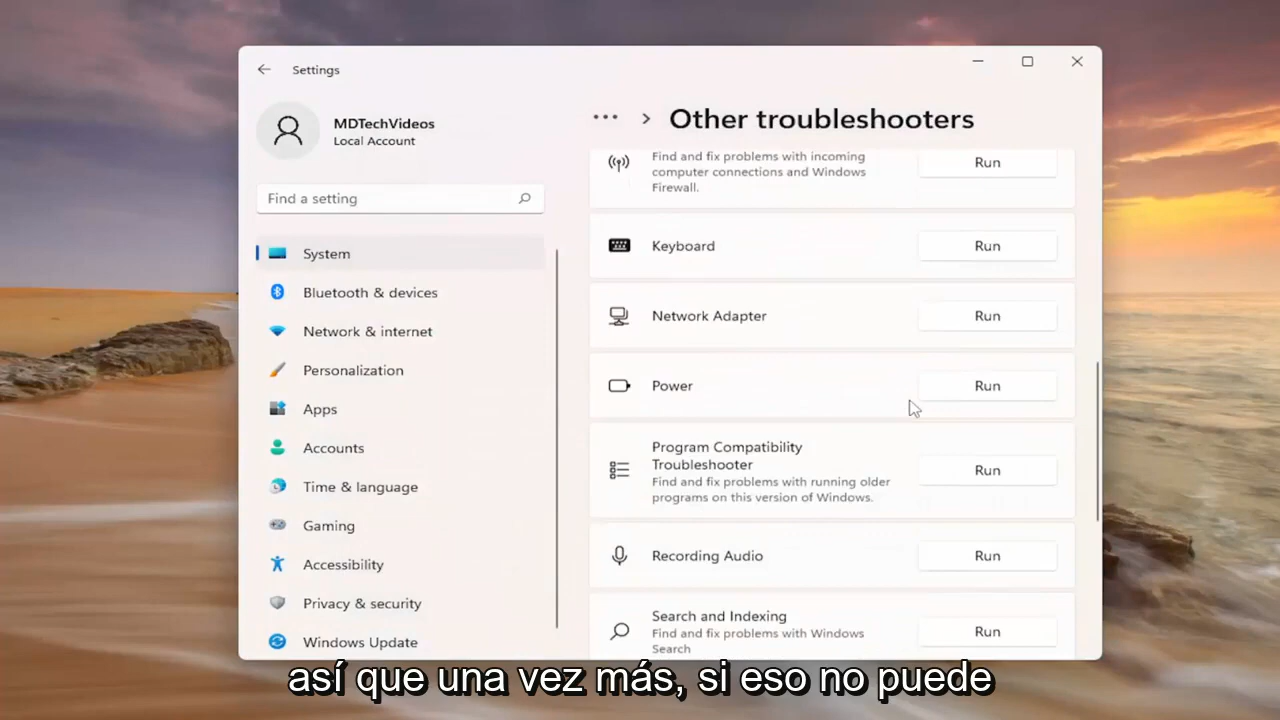 Settings
MDTechVideos
Local Account
Find a setting
System
Bluetooth & devices
Network & internet
Personalization
Apps
Accounts
Time & language
Gaming
Accessibility
Privacy & security
Windows Update
... > Other troubleshooters
Find and fix problems with incoming
computer connections and Windows
Firewall.
Run
Keyboard
Run
Network Adapter
Run
Power
Run
Program Compatibility
Troubleshooter
Find and fix problems with running older
programs on this version of Windows.
Run
Recording Audio
Run
Search and Indexing
Find and fix problems with Windows
Search
Run
así que una vez más, si eso no puede